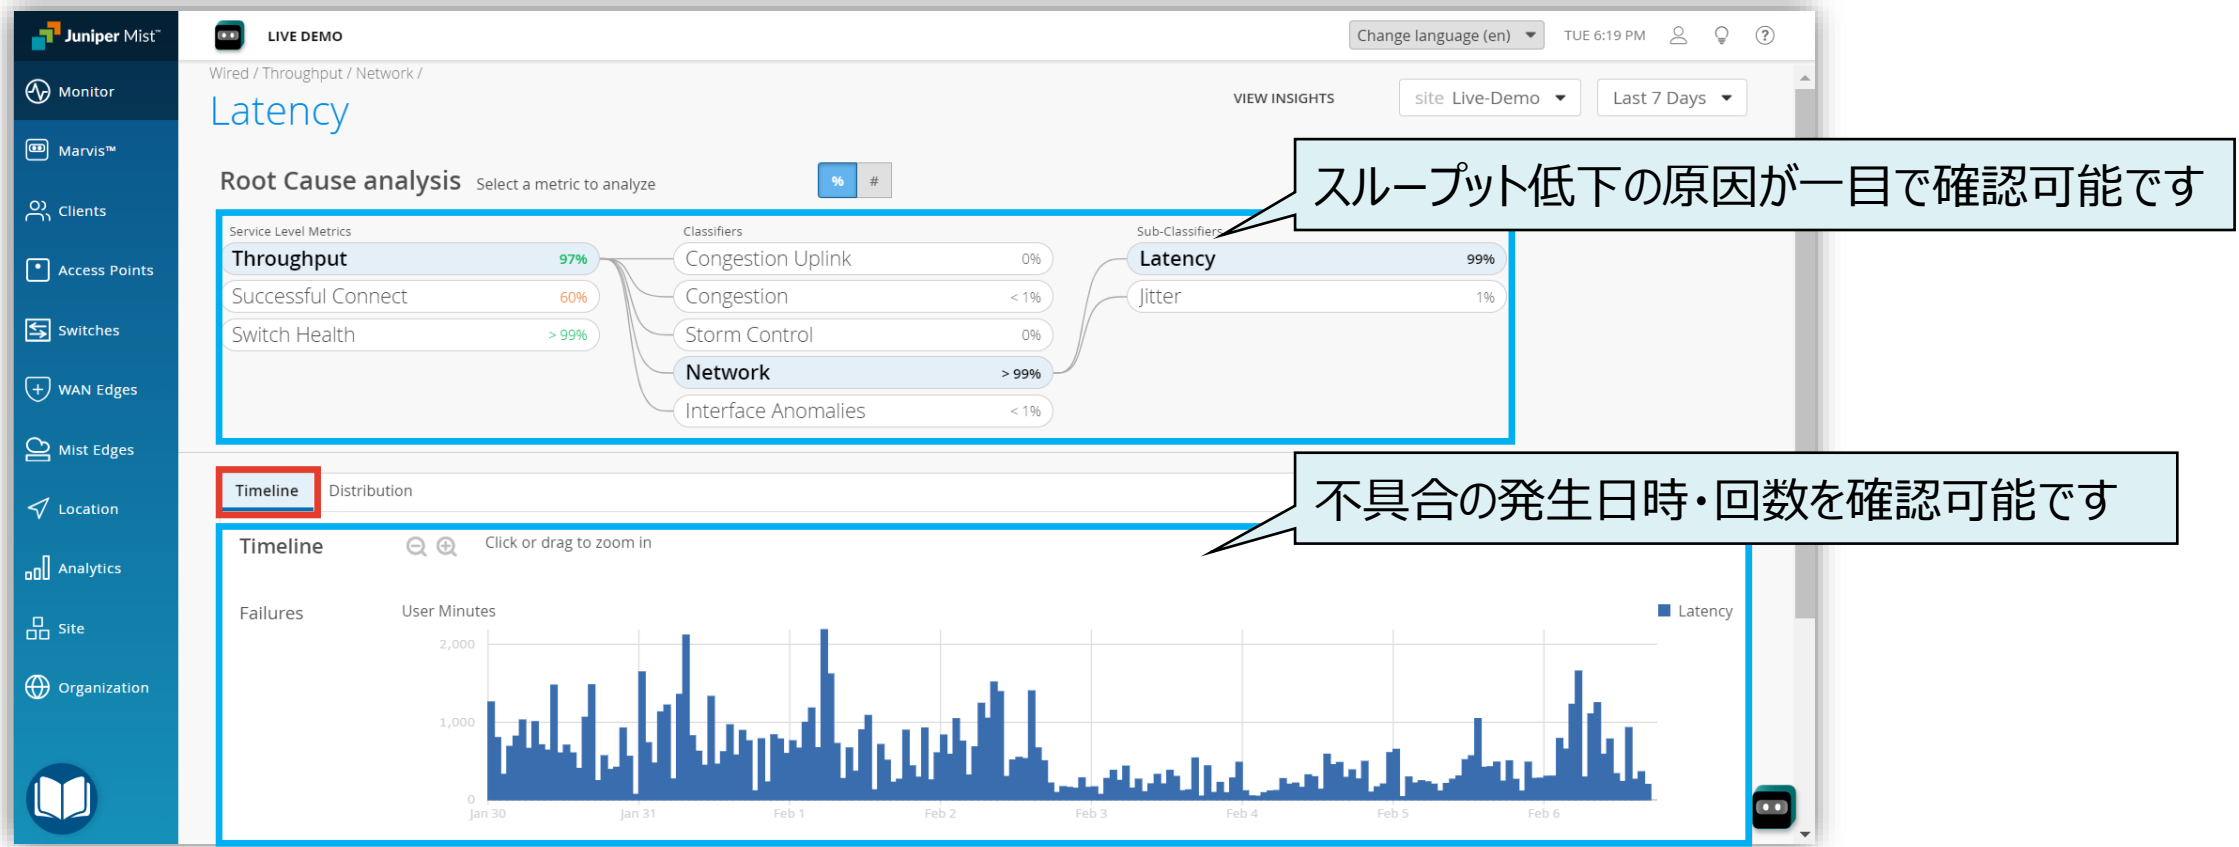 Juniper Mist™
LIVE DEMO
Change language (en)
TUE 6:19 PM
Monitor
Marvis™
Clients
Access Points
Switches
WAN Edges
Mist Edges
Location
Analytics
Site
Organization
Wired / Throughput / Network /
Latency
VIEW INSIGHTS
site Live-Demo
Last 7 Days
Root Cause analysis Select a metric to analyze
% #
スループット低下の原因が一目で確認可能です
Service Level Metrics
Throughput 97%
Successful Connect 60%
Switch Health > 99%
Classifiers
Congestion Uplink 0%
Congestion < 1%
Storm Control 0%
Network > 99%
Interface Anomalies < 1%
Sub-Classifiers
Latency 99%
Jitter 1%
Timeline Distribution
不具合の発生日時・回数を確認可能です
Timeline Click or drag to zoom in
Failures User Minutes
Latency
2,000
1,000
0
Jan 30 Jan 31 Feb 1 Feb 2 Feb 3 Feb 4 Feb 5 Feb 6